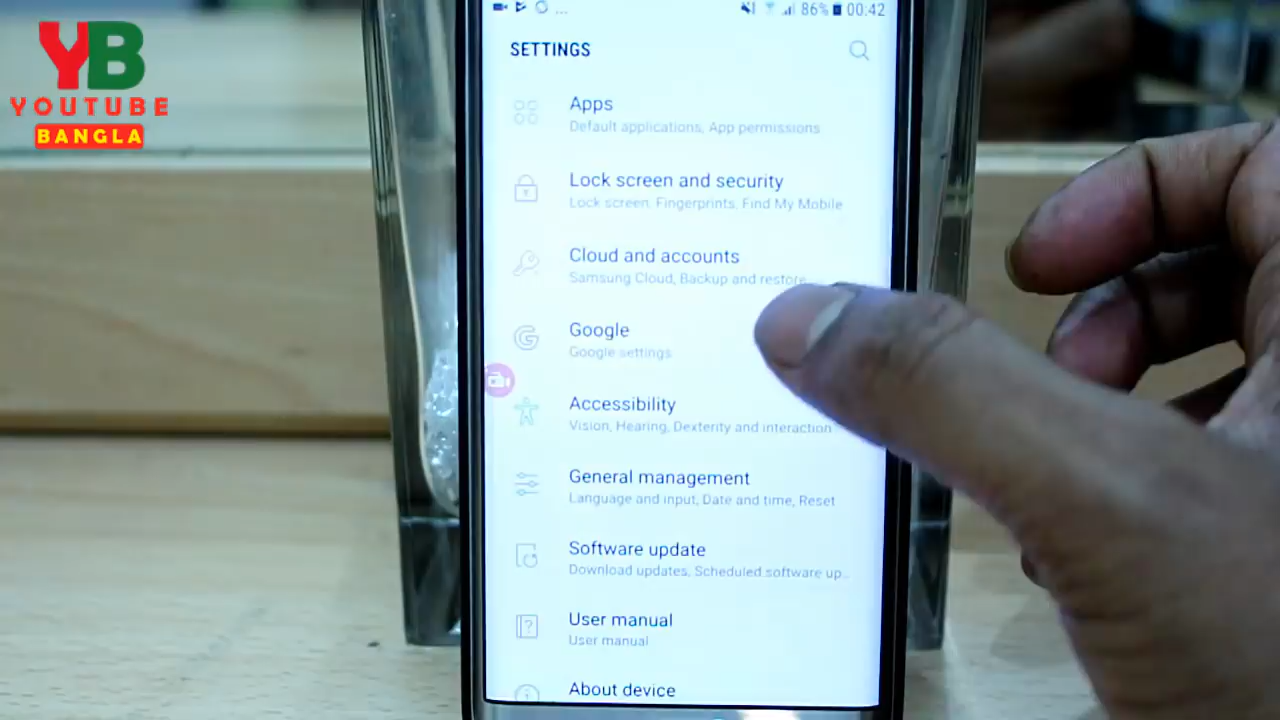 YB
YOUTUBE
BANGLA
... 86% 00:42
SETTINGS
Apps
Default applications, App permissions
Lock screen and security
Lock screen, Fingerprints, Find My Mobile
Cloud and accounts
Samsung Cloud, Backup and restore
Google
Google settings
Accessibility
Vision, Hearing, Dexterity and interaction
General management
Language and input, Date and time, Reset
Software update
Download updates, Scheduled software up...
User manual
User manual
About device